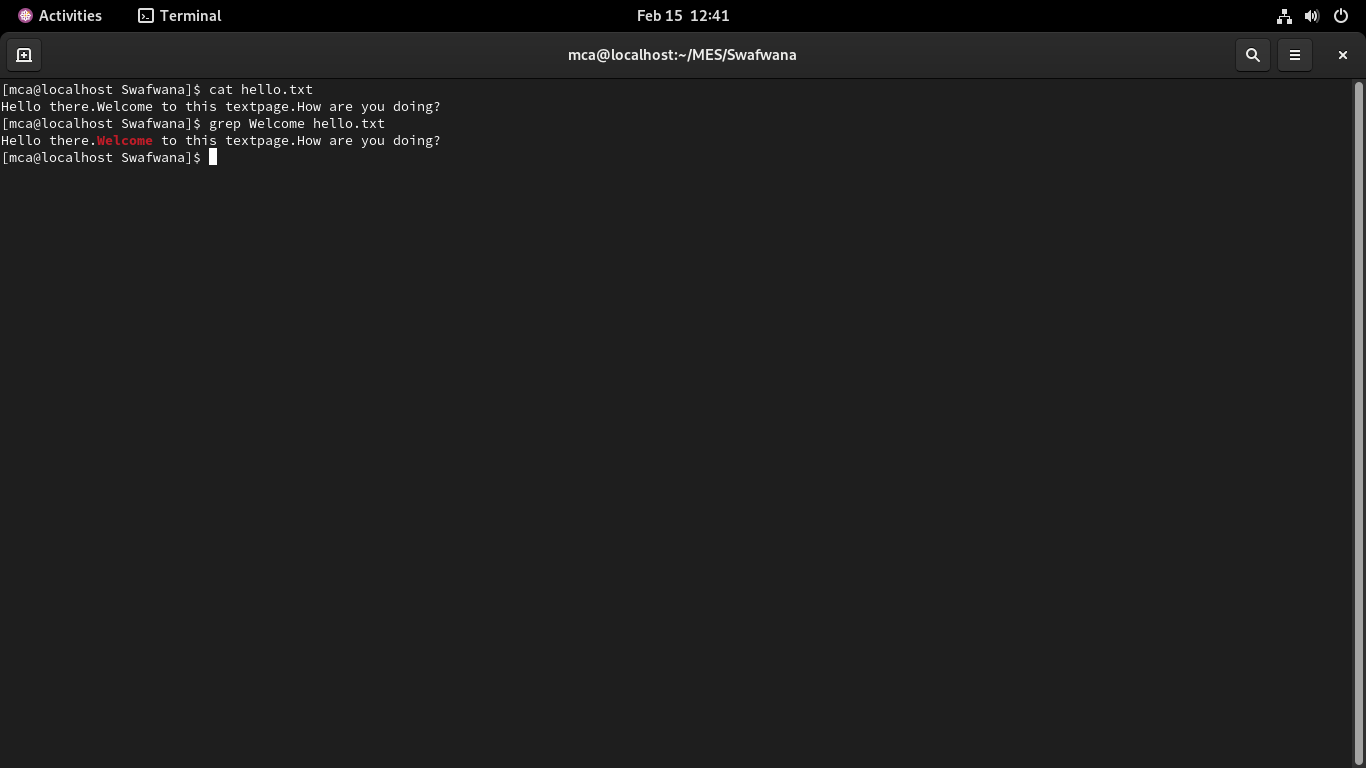 Activities Terminal Feb 15 12:41
mca@localhost:~/MES/Swafwana
[mca@localhost Swafwana]$ cat hello.txt
Hello there.Welcome to this textpage.How are you doing?
[mca@localhost Swafwana]$ grep Welcome hello.txt
Hello there.Welcome to this textpage.How are you doing?
[mca@localhost Swafwana]$